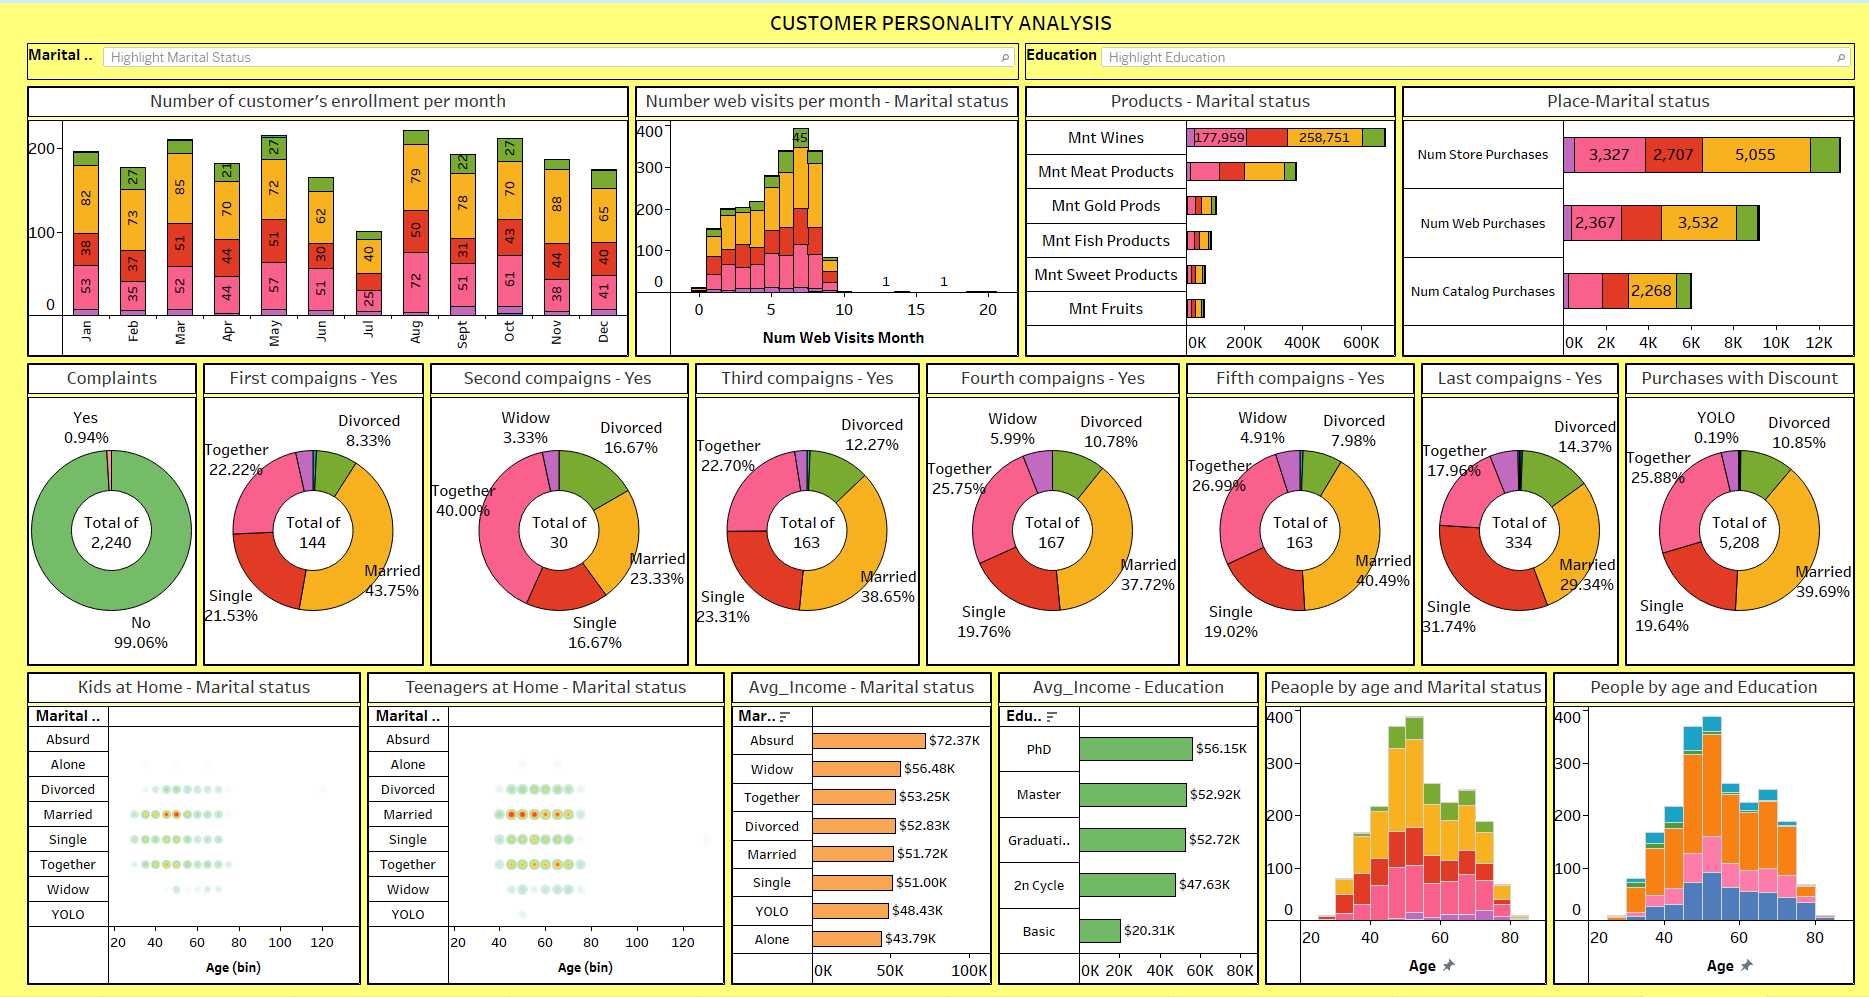 CUSTOMER PERSONALITY ANALYSIS
Marital ..
Highlight Marital Status
Education
Highlight Education
Number of customer's enrollment per month
200
100
0
82
38
53
27
73
37
35
85
51
52
21
70
44
44
27
72
51
57
62
30
51
40
25
79
50
72
22
78
31
51
27
70
43
61
88
44
38
65
40
41
Jan
Feb
Mar
Apr
May
Jun
Jul
Aug
Sept
Oct
Nov
Dec
Number web visits per month - Marital status
400
300
200
100
0
45
1
1
0
5
10
15
20
Num Web Visits Month
Products - Marital status
Mnt Wines
177,959
258,751
Mnt Meat Products
Mnt Gold Prods
Mnt Fish Products
Mnt Sweet Products
Mnt Fruits
0K
200K
400K
600K
Place-Marital status
Num Store Purchases
3,327
2,707
5,055
Num Web Purchases
2,367
3,532
Num Catalog Purchases
2,268
0K
2K
4K
6K
8K
10K
12K
Complaints
Yes
0.94%
Total of
2,240
No
99.06%
First compaigns - Yes
Divorced
8.33%
Together
22.22%
Total of
144
Married
43.75%
Single
21.53%
Second compaigns - Yes
Widow
3.33%
Divorced
16.67%
Together
40.00%
Total of
30
Married
23.33%
Single
16.67%
Third compaigns - Yes
Divorced
12.27%
Together
22.70%
Total of
163
Married
38.65%
Single
23.31%
Fourth compaigns - Yes
Widow
5.99%
Divorced
10.78%
Together
25.75%
Total of
167
Married
37.72%
Single
19.76%
Fifth compaigns - Yes
Widow
4.91%
Divorced
7.98%
Together
26.99%
Total of
163
Married
40.49%
Single
19.02%
Last compaigns - Yes
Divorced
14.37%
Together
17.96%
Total of
334
Married
29.34%
Single
31.74%
Purchases with Discount
YOLO
0.19%
Divorced
10.85%
Together
25.88%
Total of
5,208
Married
39.69%
Single
19.64%
Kids at Home - Marital status
Marital ..
Absurd
Alone
Divorced
Married
Single
Together
Widow
YOLO
20
40
60
80
100
120
Age (bin)
Teenagers at Home - Marital status
Marital ..
Absurd
Alone
Divorced
Married
Single
Together
Widow
YOLO
20
40
60
80
100
120
Age (bin)
Avg_Income - Marital status
Mar..
Absurd
$72.37K
Widow
$56.48K
Together
$53.25K
Divorced
$52.83K
Married
$51.72K
Single
$51.00K
YOLO
$48.43K
Alone
$43.79K
0K
50K
100K
Avg_Income - Education
Edu..
PhD
$56.15K
Master
$52.92K
Graduati..
$52.72K
2n Cycle
$47.63K
Basic
$20.31K
0K
20K
40K
60K
80K
Peaople by age and Marital status
400
300
200
100
0
20
40
60
80
Age
People by age and Education
400
300
200
100
0
20
40
60
80
Age